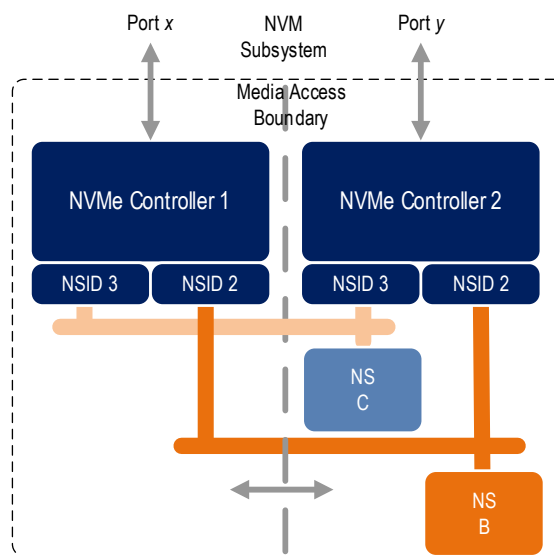 Port x
NVM
Subsystem
Port y
Media Access
Boundary
NVMe Controller 1
NVMe Controller 2
NSID 3
NSID 2
NSID 3
NSID 2
NS
C
NS
B